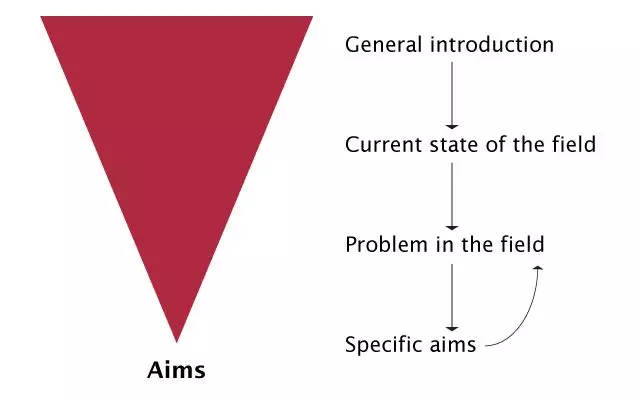 General introduction
Current state of the field
Problem in the field
Specific aims
Aims